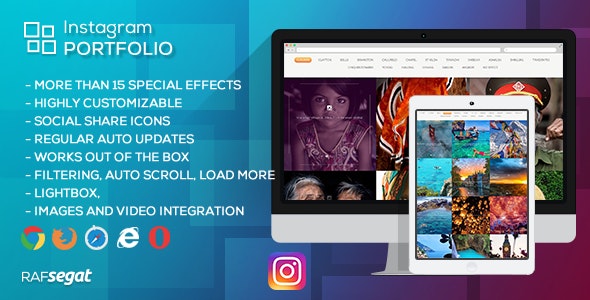 Instagram
PORTFOLIO
- MORE THAN 15 SPECIAL EFFECTS
- HIGHLY CUSTOMIZABLE
- SOCIAL SHARE ICONS
- REGULAR AUTO UPDATES
- WORKS OUT OF THE BOX
- FILTERING, AUTO SCROLL, LOAD MORE
- LIGHTBOX,
- IMAGES AND VIDEO INTEGRATION
RAFsegat